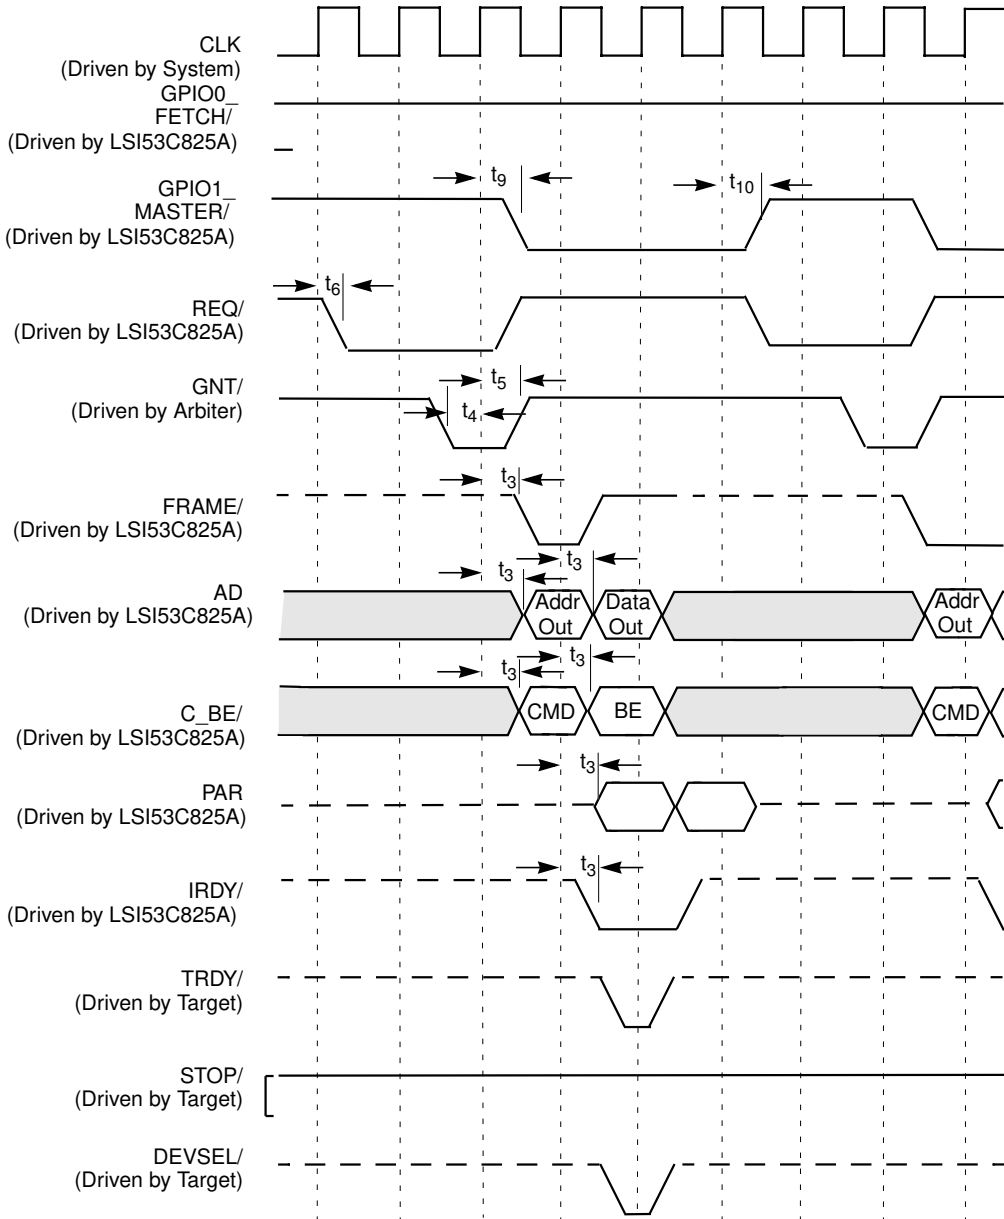 CLK
(Driven by System)
GPIO0_
FETCH/
(Driven by LSI53C825A)
t9
t10
GPIO1_
MASTER/
(Driven by LSI53C825A)
t6
REQ/
(Driven by LSI53C825A)
t5
GNT/
(Driven by Arbiter)
t4
t3
FRAME/
(Driven by LSI53C825A)
t3
t3
AD
(Driven by LSI53C825A)
Addr
Out
Data
Out
Addr
Out
t3
t3
C_BE/
(Driven by LSI53C825A)
CMD
BE
CMD
t3
PAR
(Driven by LSI53C825A)
t3
IRDY/
(Driven by LSI53C825A)
TRDY/
(Driven by Target)
STOP/
(Driven by Target)
DEVSEL/
(Driven by Target)